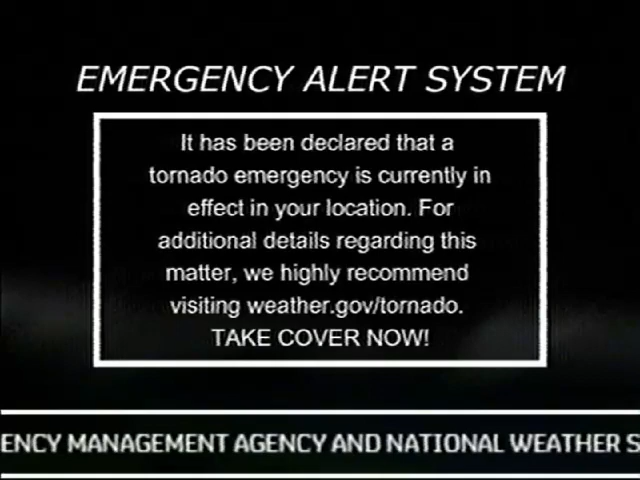 EMERGENCY ALERT SYSTEM
It has been declared that a
tornado emergency is currently in
effect in your location. For
additional details regarding this
matter, we highly recommend
visiting weather.gov/tornado.
TAKE COVER NOW!
ENCY MANAGEMENT AGENCY AND NATIONAL WEATHER S